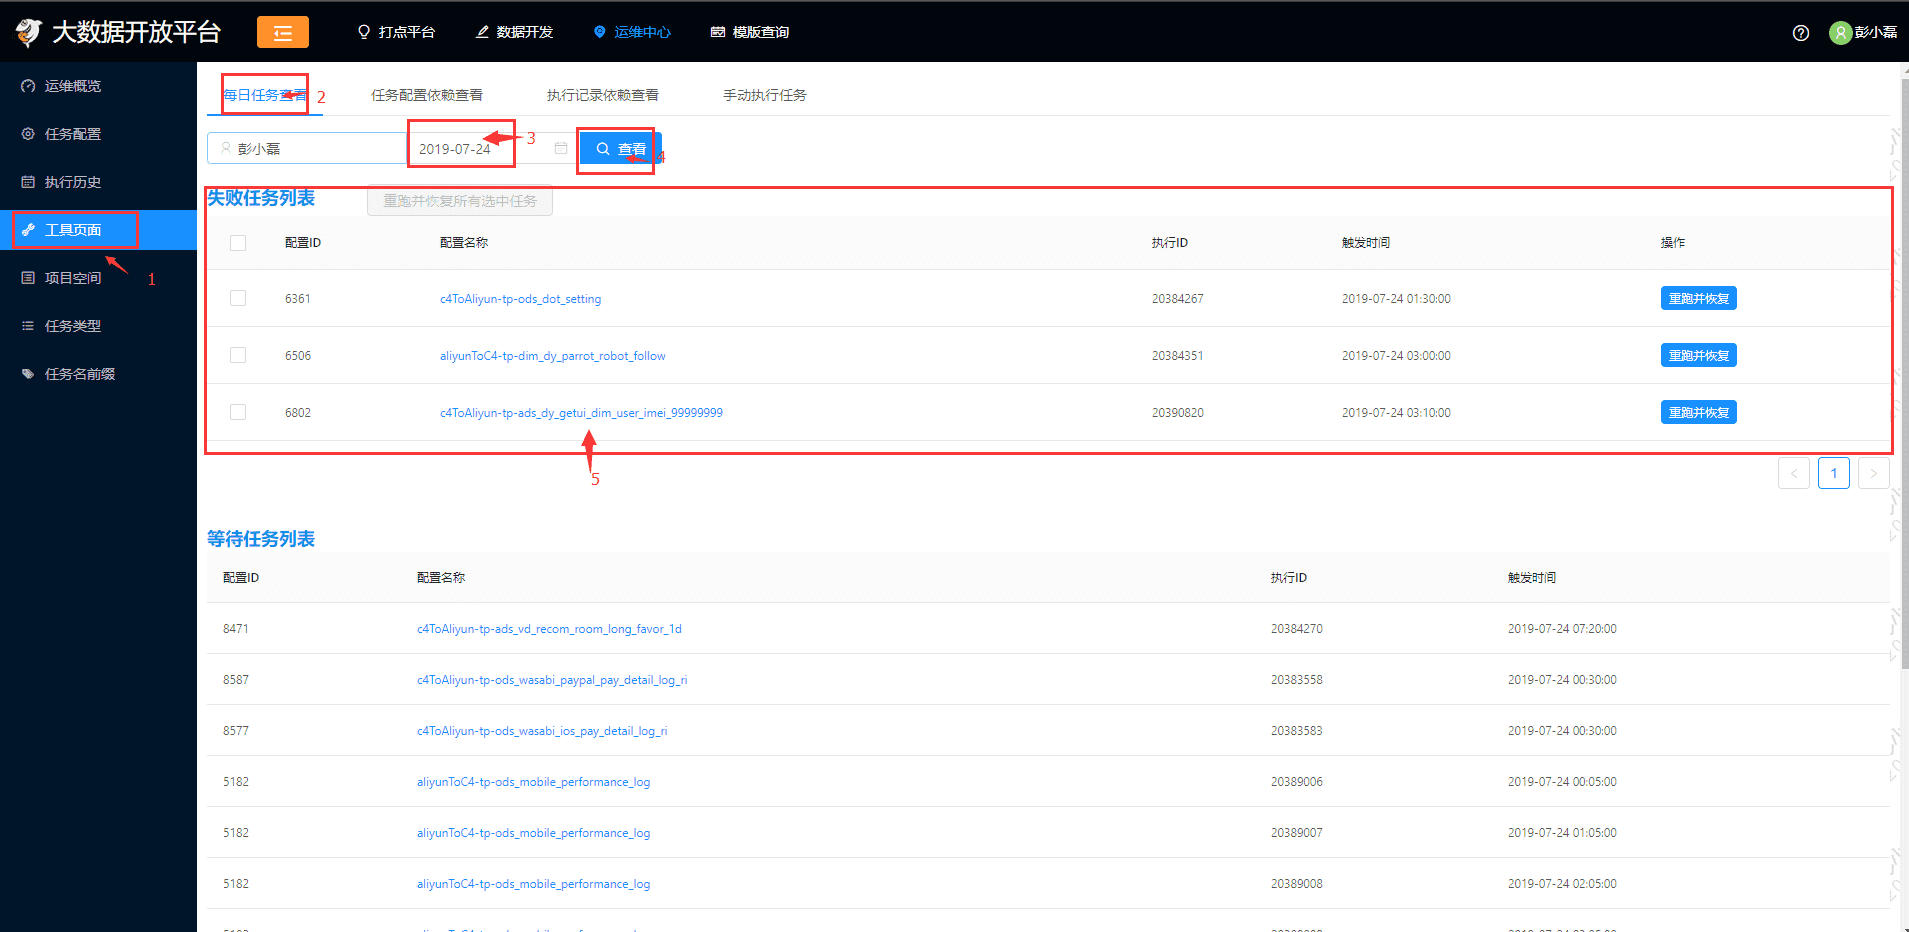 大数据开放平台
打点平台
数据开发
运维中心
模版查询
彭小磊
运维概览
任务配置
执行历史
工具页面
1
项目空间
任务类型
任务名前缀
每日任务查看 2
任务配置依赖查看
执行记录依赖查看
手动执行任务
彭小磊
2019-07-24
3
查看
4
失败任务列表
重跑并恢复所有选中任务
配置ID 配置名称 执行ID 触发时间 操作
6361 c4ToAliyun-tp-ods_dot_setting 20384267 2019-07-24 01:30:00 重跑并恢复
6506 aliyunToC4-tp-dim_dy_parrot_robot_follow 20384351 2019-07-24 03:00:00 重跑并恢复
6802 c4ToAliyun-tp-ads_dy_getui_dim_user_imei_99999999 20390820 2019-07-24 03:10:00 重跑并恢复
5
< 1 >
等待任务列表
配置ID 配置名称 执行ID 触发时间
8471 c4ToAliyun-tp-ads_vd_recom_room_long_favor_1d 20384270 2019-07-24 07:20:00
8587 c4ToAliyun-tp-ods_wasabi_paypal_pay_detail_log_ri 20383558 2019-07-24 00:30:00
8577 c4ToAliyun-tp-ods_wasabi_ios_pay_detail_log_ri 20383583 2019-07-24 00:30:00
5182 aliyunToC4-tp-ods_mobile_performance_log 20389006 2019-07-24 00:05:00
5182 aliyunToC4-tp-ods_mobile_performance_log 20389007 2019-07-24 01:05:00
5182 aliyunToC4-tp-ods_mobile_performance_log 20389008 2019-07-24 02:05:00